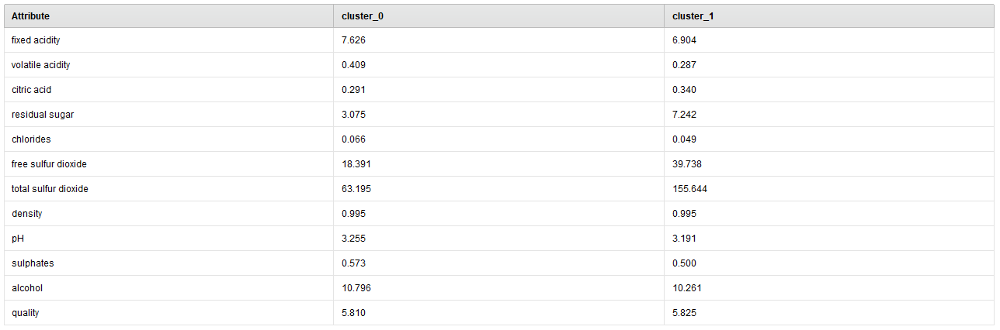 Attribute cluster_0 cluster_1
fixed acidity 7.626 6.904
volatile acidity 0.409 0.287
citric acid 0.291 0.340
residual sugar 3.075 7.242
chlorides 0.066 0.049
free sulfur dioxide 18.391 39.738
total sulfur dioxide 63.195 155.644
density 0.995 0.995
pH 3.255 3.191
sulphates 0.573 0.500
alcohol 10.796 10.261
quality 5.810 5.825